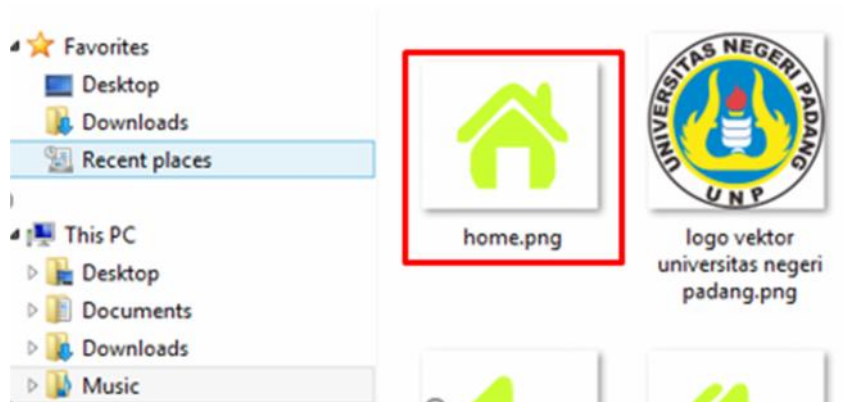 Favorites
Desktop
Downloads
Recent places
This PC
Desktop
Documents
Downloads
Music
home.png
UNIVERSITAS NEGERI PADANG
UNP
logo vektor
universitas negeri
padang.png